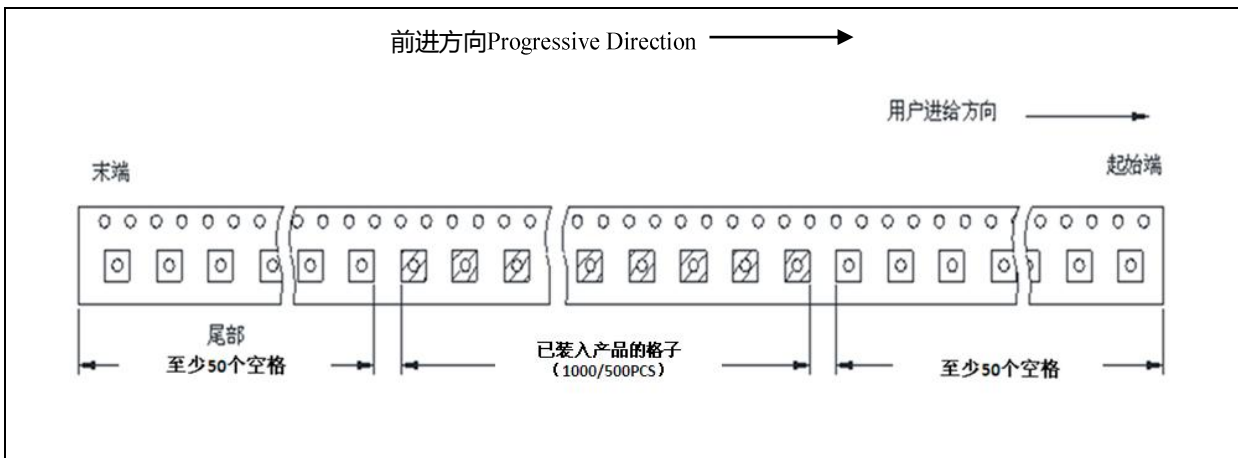 前进方向Progressive Direction
用户进给方向
末端
起始端
尾部
至少50个空格
已装入产品的格子
（1000/500PCS）
至少50个空格